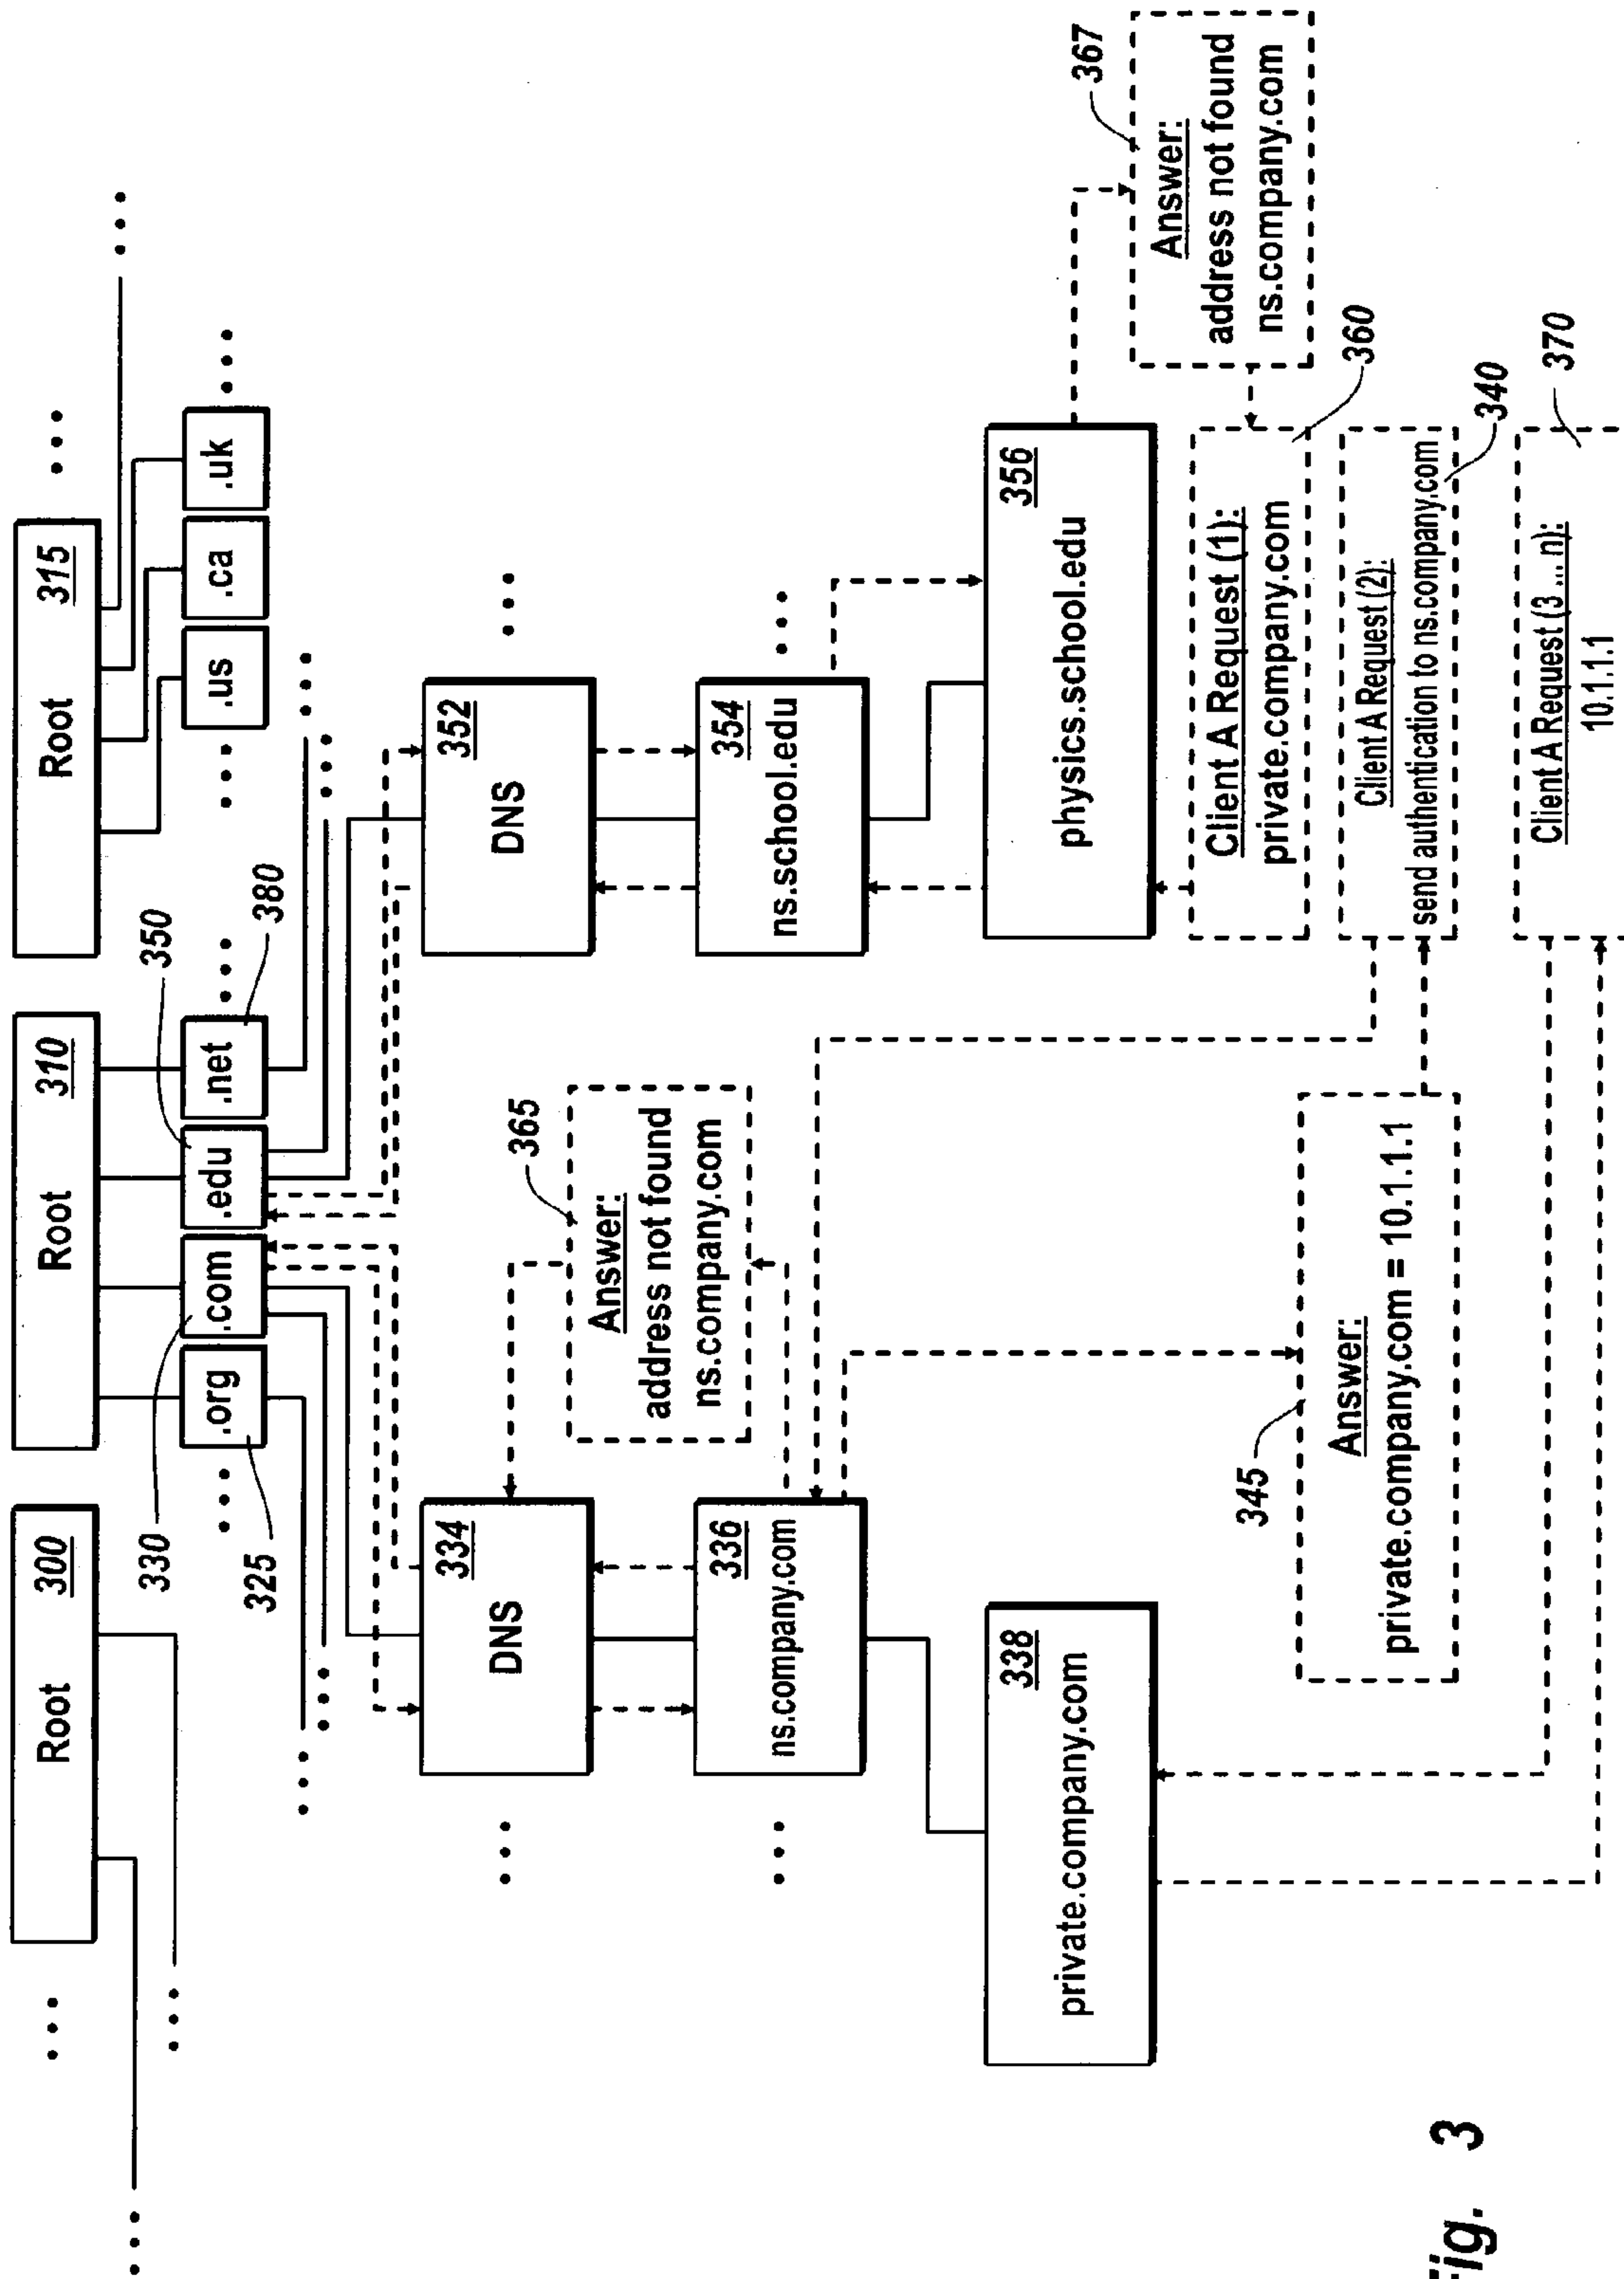 Root 300
Root 310
Root 315
.org
.com
.edu
.net
.us
.ca
.uk
330
325
350
380
DNS 334
DNS 352
365
Answer:
address not found
ns.company.com
336
ns.company.com
354
ns.school.edu
338
private.company.com
356
physics.school.edu
367
Answer:
address not found
ns.company.com
Client A Request (1):
private.company.com
360
Client A Request (2):
send authentication to ns.company.com
340
345
Answer:
private.company.com = 10.1.1.1
Client A Request (3 ... n):
10.1.1.1
370
Fig. 3